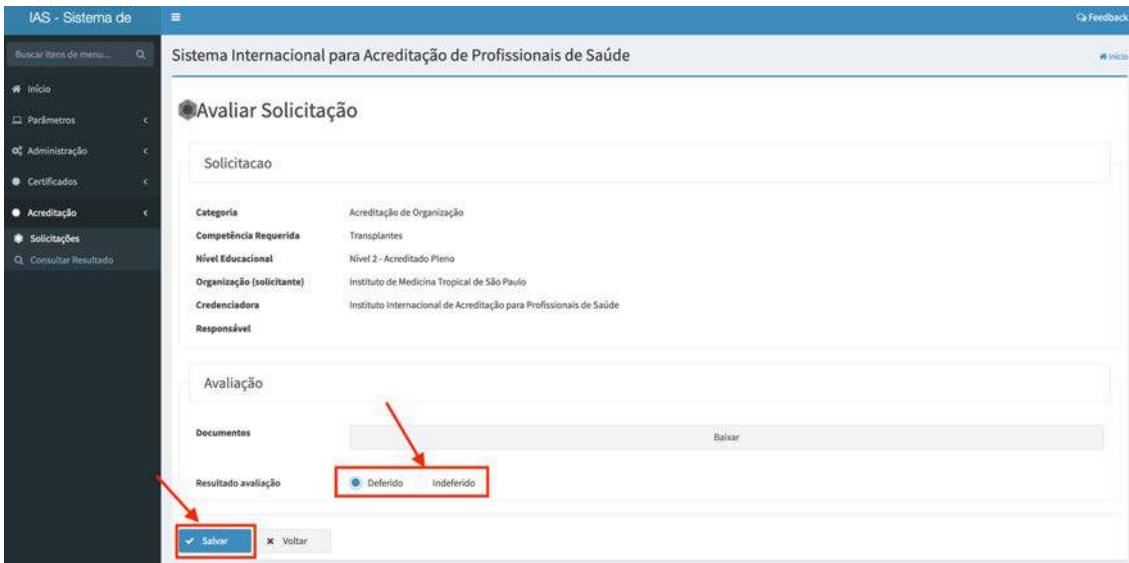 IAS - Sistema de
Feedback
Buscar itens de menu...
Sistema Internacional para Acreditação de Profissionais de Saúde
Início
Início
Parâmetros
Administração
Certificados
Acreditação
Solicitações
Consultar Resultado
Avaliar Solicitação
Solicitacao
Categoria Acreditação de Organização
Competência Requerida Transplantes
Nível Educacional Nível 2 - Acreditado Pleno
Organização (solicitante) Instituto de Medicina Tropical de São Paulo
Credenciadora Instituto Internacional de Acreditação para Profissionais de Saúde
Responsável
Avaliação
Documentos Baixar
Resultado avaliação Deferido Indeferido
Salvar Voltar